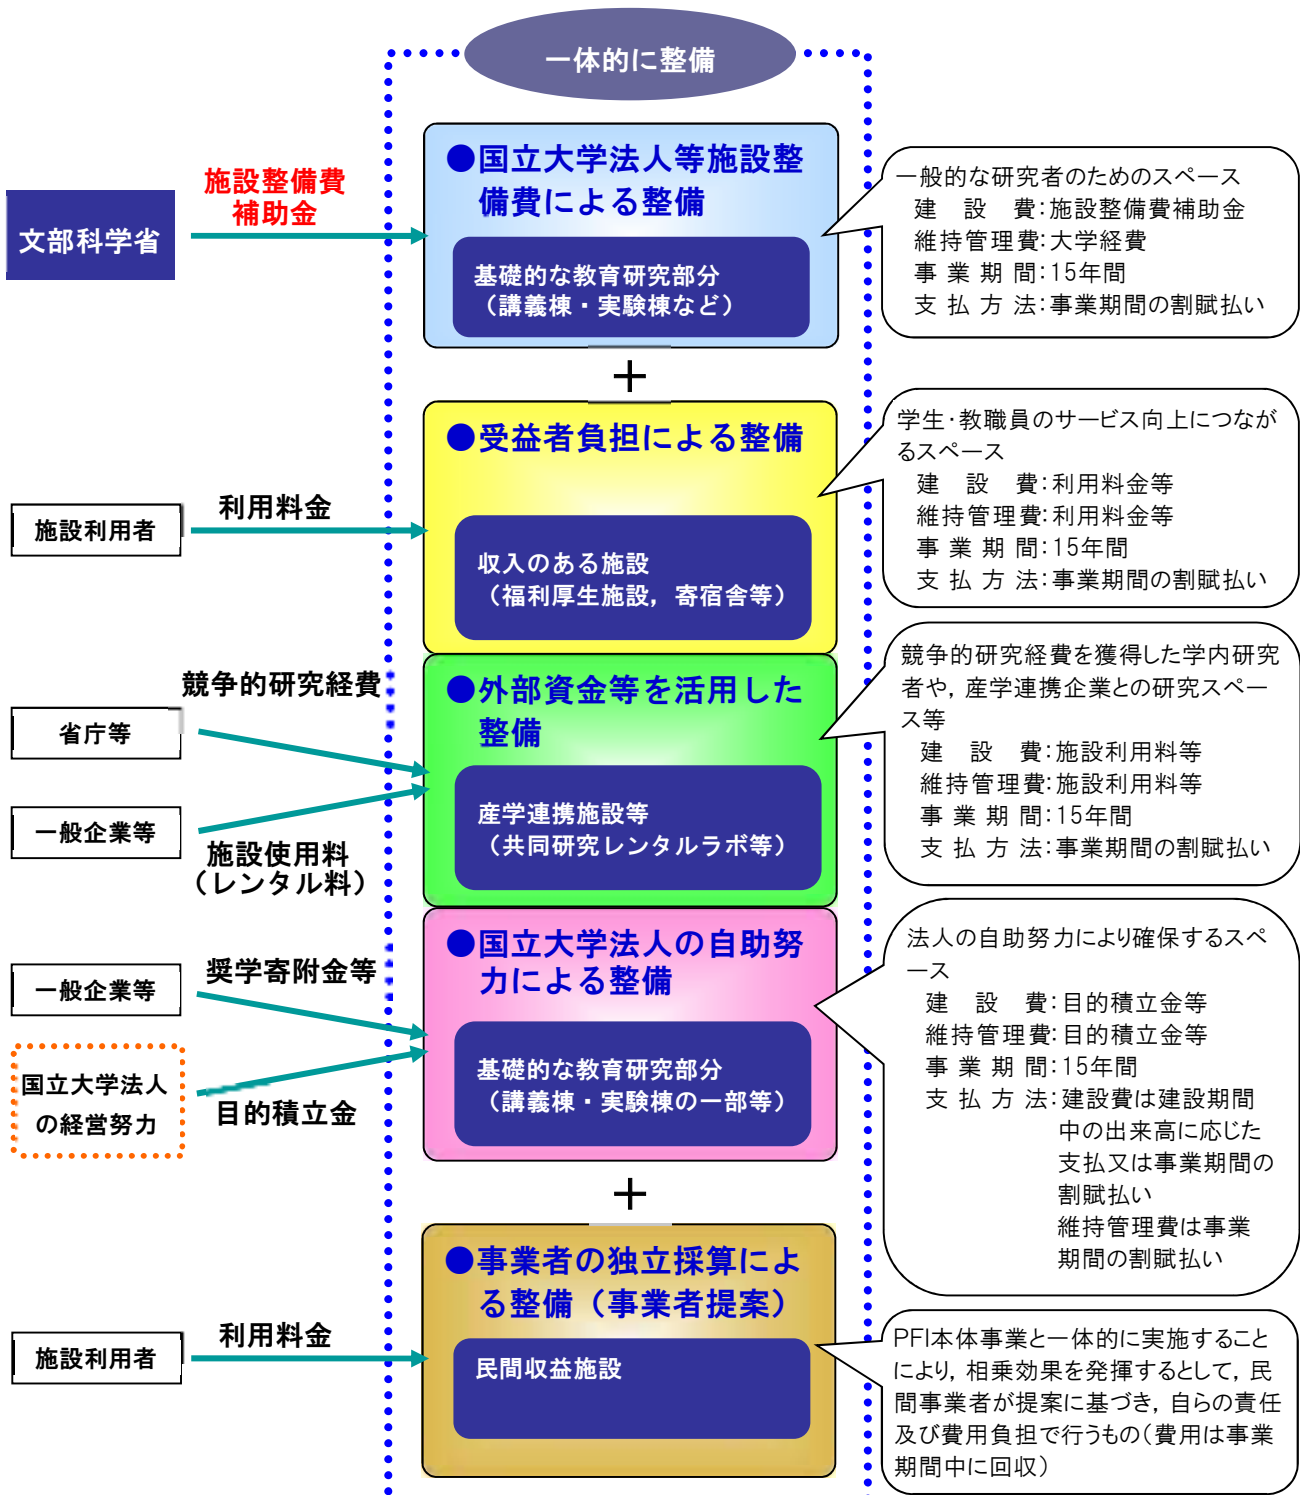 一体的に整備
文部科学省
施設整備費
補助金
●国立大学法人等施設整
備費による整備
基礎的な教育研究部分
（講義棟・実験棟など）
一般的な研究者のためのスペース
建　設　費：施設整備費補助金
維持管理費：大学経費
事 業 期 間：15年間
支 払 方 法：事業期間の割賦払い
＋
施設利用者
利用料金
●受益者負担による整備
収入のある施設
（福利厚生施設，寄宿舎等）
学生・教職員のサービス向上につなが
るスペース
建　設　費：利用料金等
維持管理費：利用料金等
事 業 期 間：15年間
支 払 方 法：事業期間の割賦払い
競争的研究経費
省庁等
一般企業等
施設使用料
（レンタル料）
●外部資金等を活用した
整備
産学連携施設等
（共同研究レンタルラボ等）
競争的研究経費を獲得した学内研究
者や，産学連携企業との研究スペー
ス等
建　設　費：施設利用料等
維持管理費：施設利用料等
事 業 期 間：15年間
支 払 方 法：事業期間の割賦払い
奨学寄附金等
一般企業等
国立大学法人
の経営努力
目的積立金
●国立大学法人の自助努
力による整備
基礎的な教育研究部分
（講義棟・実験棟の一部等）
法人の自助努力により確保するスペ
ース
建　設　費：目的積立金等
維持管理費：目的積立金等
事 業 期 間：15年間
支 払 方 法：建設費は建設期間
中の出来高に応じた
支払又は事業期間の
割賦払い
維持管理費は事業
期間の割賦払い
＋
施設利用者
利用料金
●事業者の独立採算によ
る整備（事業者提案）
民間収益施設
PFI本体事業と一体的に実施すること
により，相乗効果を発揮するとして，民
間事業者が提案に基づき，自らの責任
及び費用負担で行うもの（費用は事業
期間中に回収）